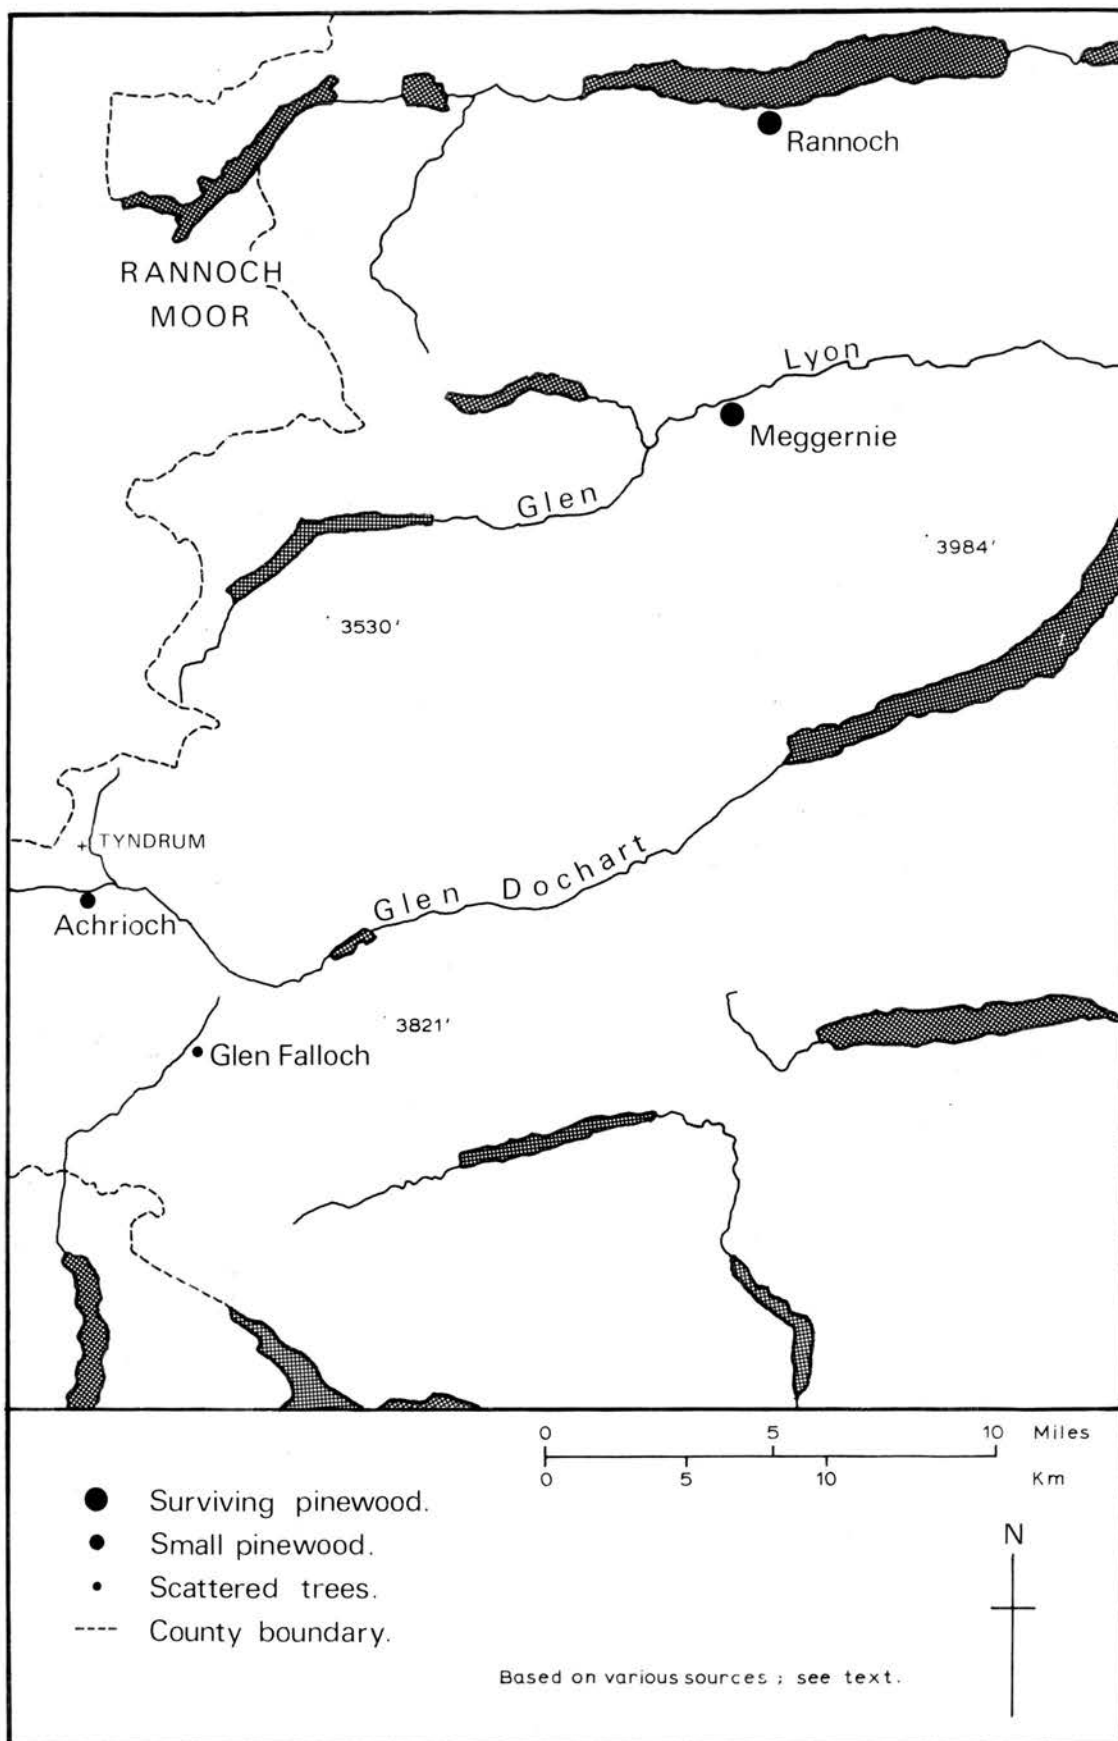 Rannoch
RANNOCH
MOOR
Lyon
Meggernie
Glen
3984'
3530'
TYNDRUM
Glen Dochart
Achrioch
3821'
Glen Falloch
0 5 10 Miles
0 5 10 Km
Surviving pinewood.
Small pinewood.
Scattered trees.
County boundary.
N
Based on various sources ; see text.